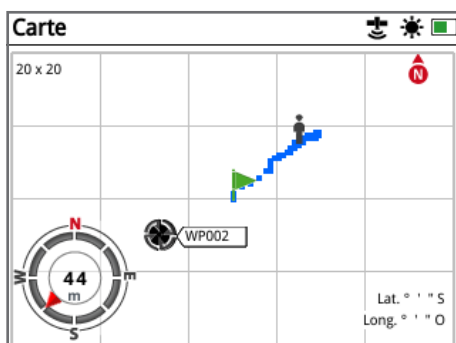 Carte
20 x 20
N
WP002
N
W
44
E
m
S
Lat. ° ' " S
Long. ° ' " O